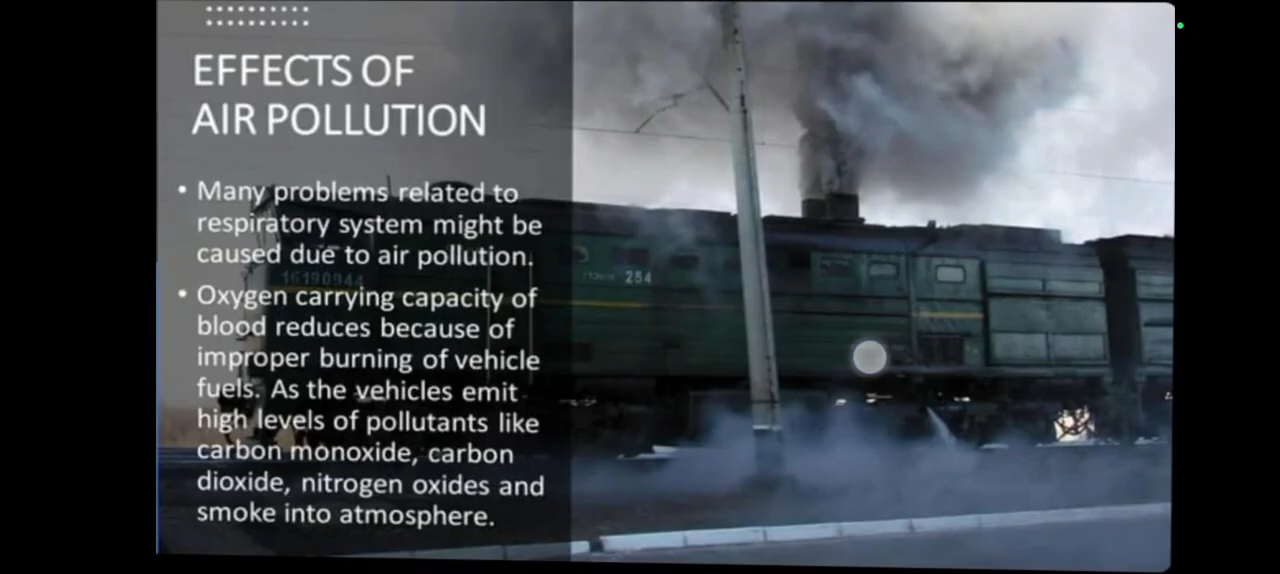 EFFECTS OF
AIR POLLUTION
• Many problems related to
respiratory system might be
caused due to air pollution.
• Oxygen carrying capacity of
blood reduces because of
improper burning of vehicle
fuels. As the vehicles emit
high levels of pollutants like
carbon monoxide, carbon
dioxide, nitrogen oxides and
smoke into atmosphere.
254